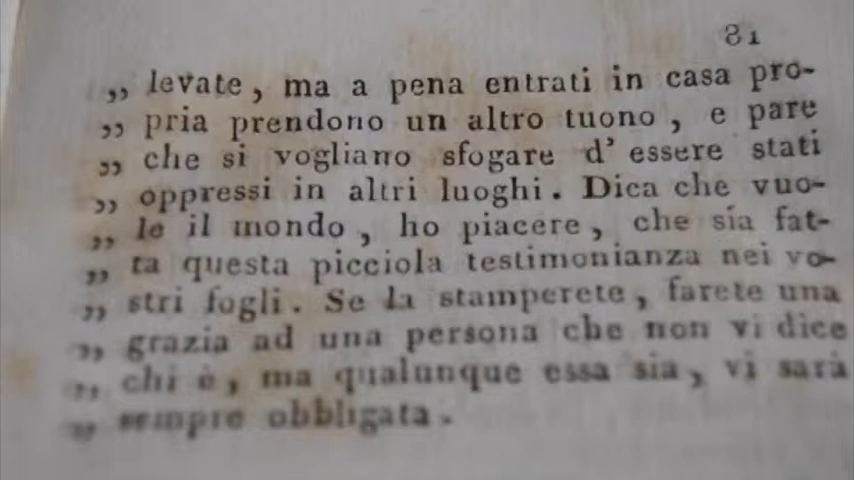 81
„ levate, ma a pena entrati in casa pro-
„ pria prendono un altro tuono, e pare
„ che si vogliano sfogare d' essere stati
„ oppressi in altri luoghi. Dica che vuo-
„ le il mondo, ho piacere, che sia fat-
„ ta questa picciola testimonianza nei vo-
„ stri fogli. Se la stamperete, farete una
„ grazia ad una persona che non vi dice
„ chi è, ma qualunque essa sia, vi sarà
„ sempre obbligata.